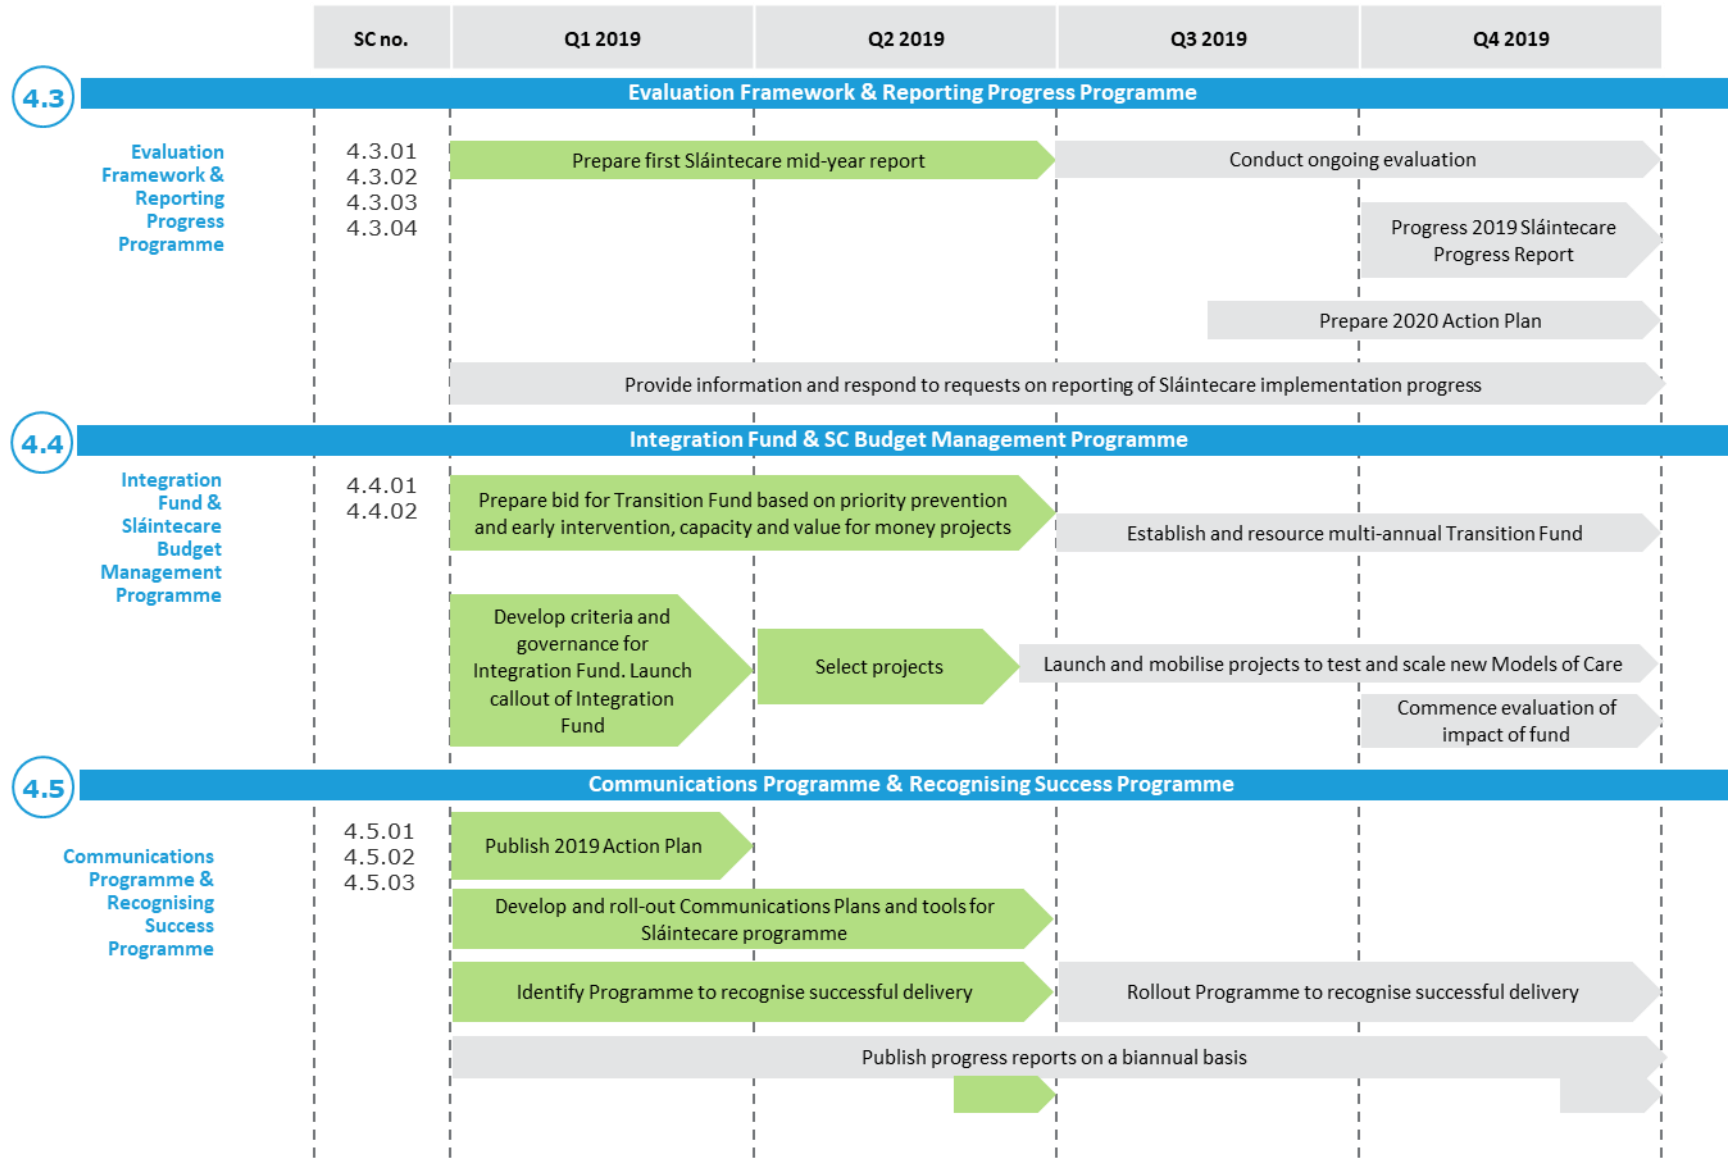 SC no.
Q1 2019
Q2 2019
Q3 2019
Q4 2019
4.3
Evaluation Framework & Reporting Progress Programme
Evaluation
Framework &
Reporting
Progress
Programme
4.3.01
4.3.02
4.3.03
4.3.04
Prepare first Sláintecare mid-year report
Conduct ongoing evaluation
Progress 2019 Sláintecare
Progress Report
Prepare 2020 Action Plan
Provide information and respond to requests on reporting of Sláintecare implementation progress
4.4
Integration Fund & SC Budget Management Programme
Integration
Fund &
Sláintecare
Budget
Management
Programme
4.4.01
4.4.02
Prepare bid for Transition Fund based on priority prevention
and early intervention, capacity and value for money projects
Establish and resource multi-annual Transition Fund
Develop criteria and
governance for
Integration Fund. Launch
callout of Integration
Fund
Select projects
Launch and mobilise projects to test and scale new Models of Care
Commence evaluation of
impact of fund
4.5
Communications Programme & Recognising Success Programme
Communications
Programme &
Recognising
Success
Programme
4.5.01
4.5.02
4.5.03
Publish 2019 Action Plan
Develop and roll-out Communications Plans and tools for
Sláintecare programme
Identify Programme to recognise successful delivery
Rollout Programme to recognise successful delivery
Publish progress reports on a biannual basis